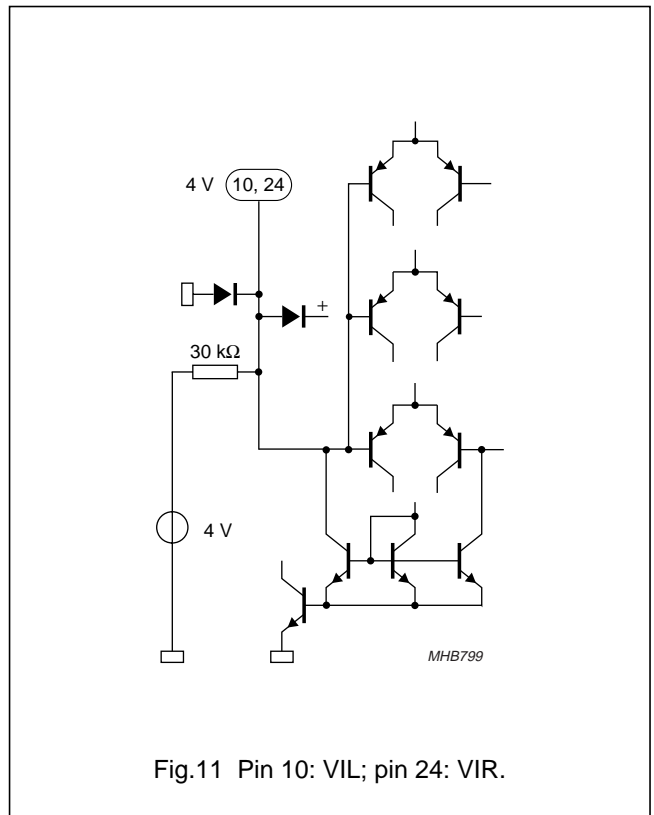 4 V
10, 24
+
30 kΩ
4 V
MHB799
Fig.11 Pin 10: VIL; pin 24: VIR.